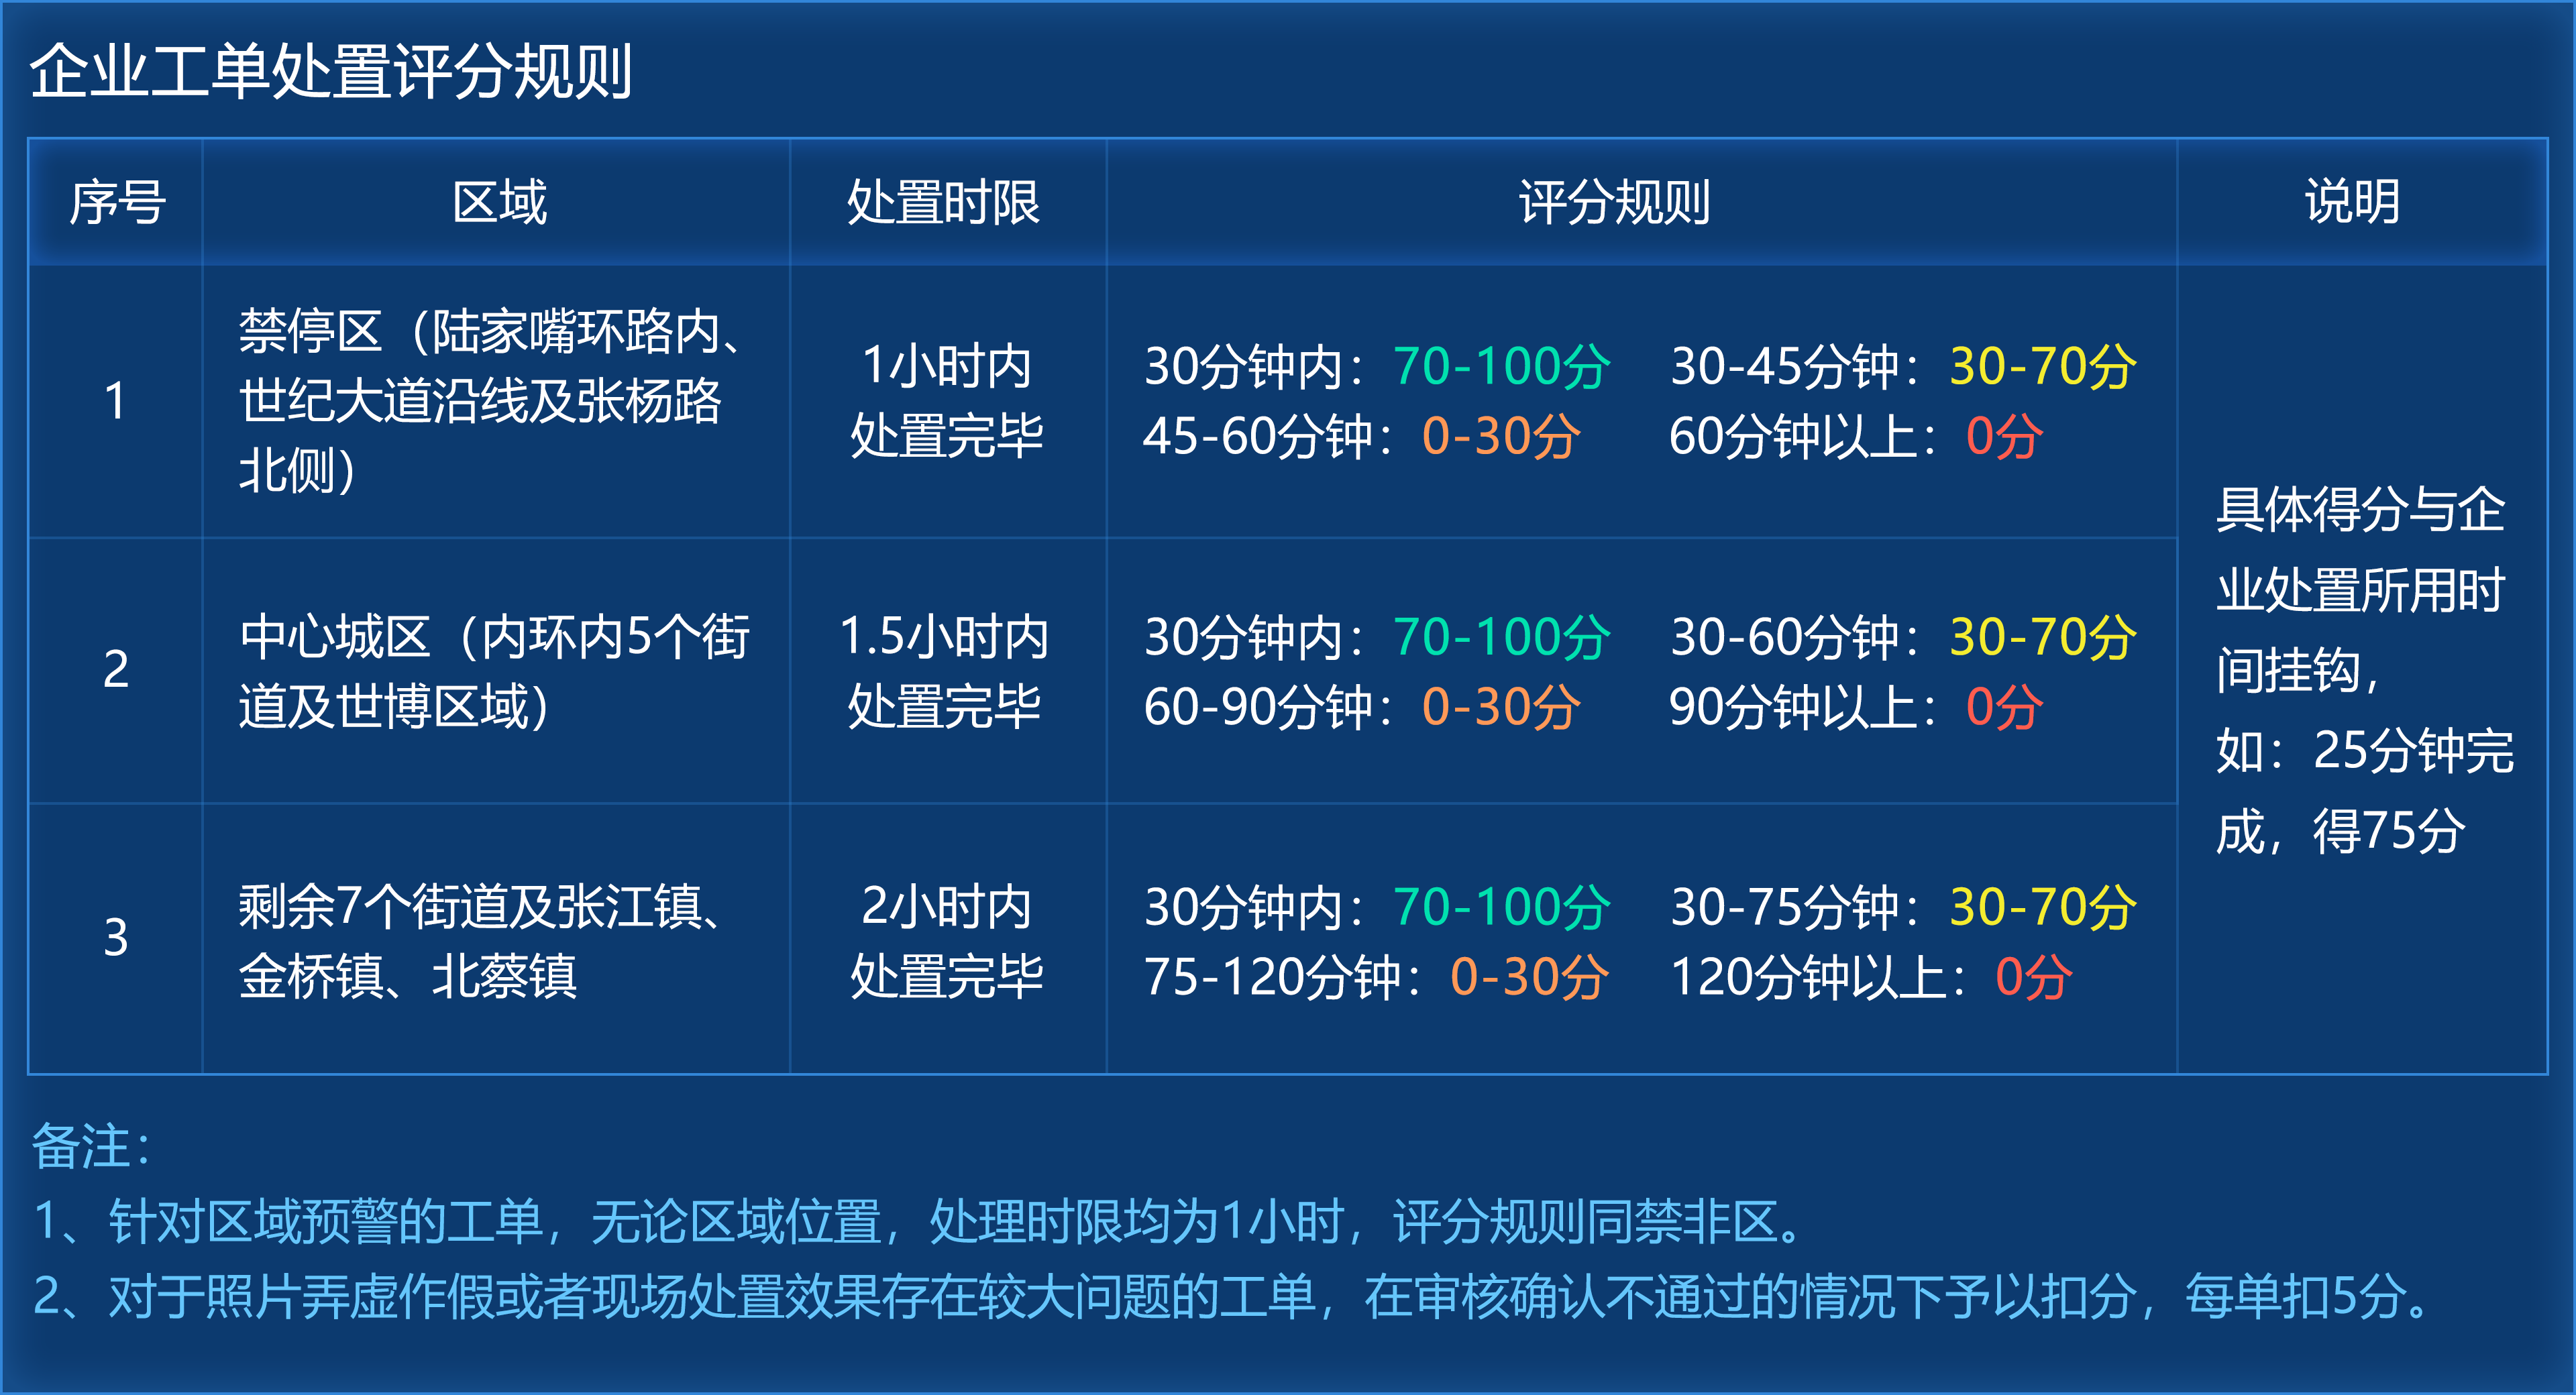 企业工单处置评分规则
序号 区域 处置时限 评分规则 说明
1
禁停区（陆家嘴环路内、
世纪大道沿线及张杨路
北侧）
1小时内
处置完毕
30分钟内：70-100分 30-45分钟：30-70分
45-60分钟：0-30分 60分钟以上：0分
2
中心城区（内环内5个街
道及世博区域）
1.5小时内
处置完毕
30分钟内：70-100分 30-60分钟：30-70分
60-90分钟：0-30分 90分钟以上：0分
3
剩余7个街道及张江镇、
金桥镇、北蔡镇
2小时内
处置完毕
30分钟内：70-100分 30-75分钟：30-70分
75-120分钟：0-30分 120分钟以上：0分
具体得分与企
业处置所用时
间挂钩，
如：25分钟完
成，得75分
备注：
1、针对区域预警的工单，无论区域位置，处理时限均为1小时，评分规则同禁非区。
2、对于照片弄虚作假或者现场处置效果存在较大问题的工单，在审核确认不通过的情况下予以扣分，每单扣5分。